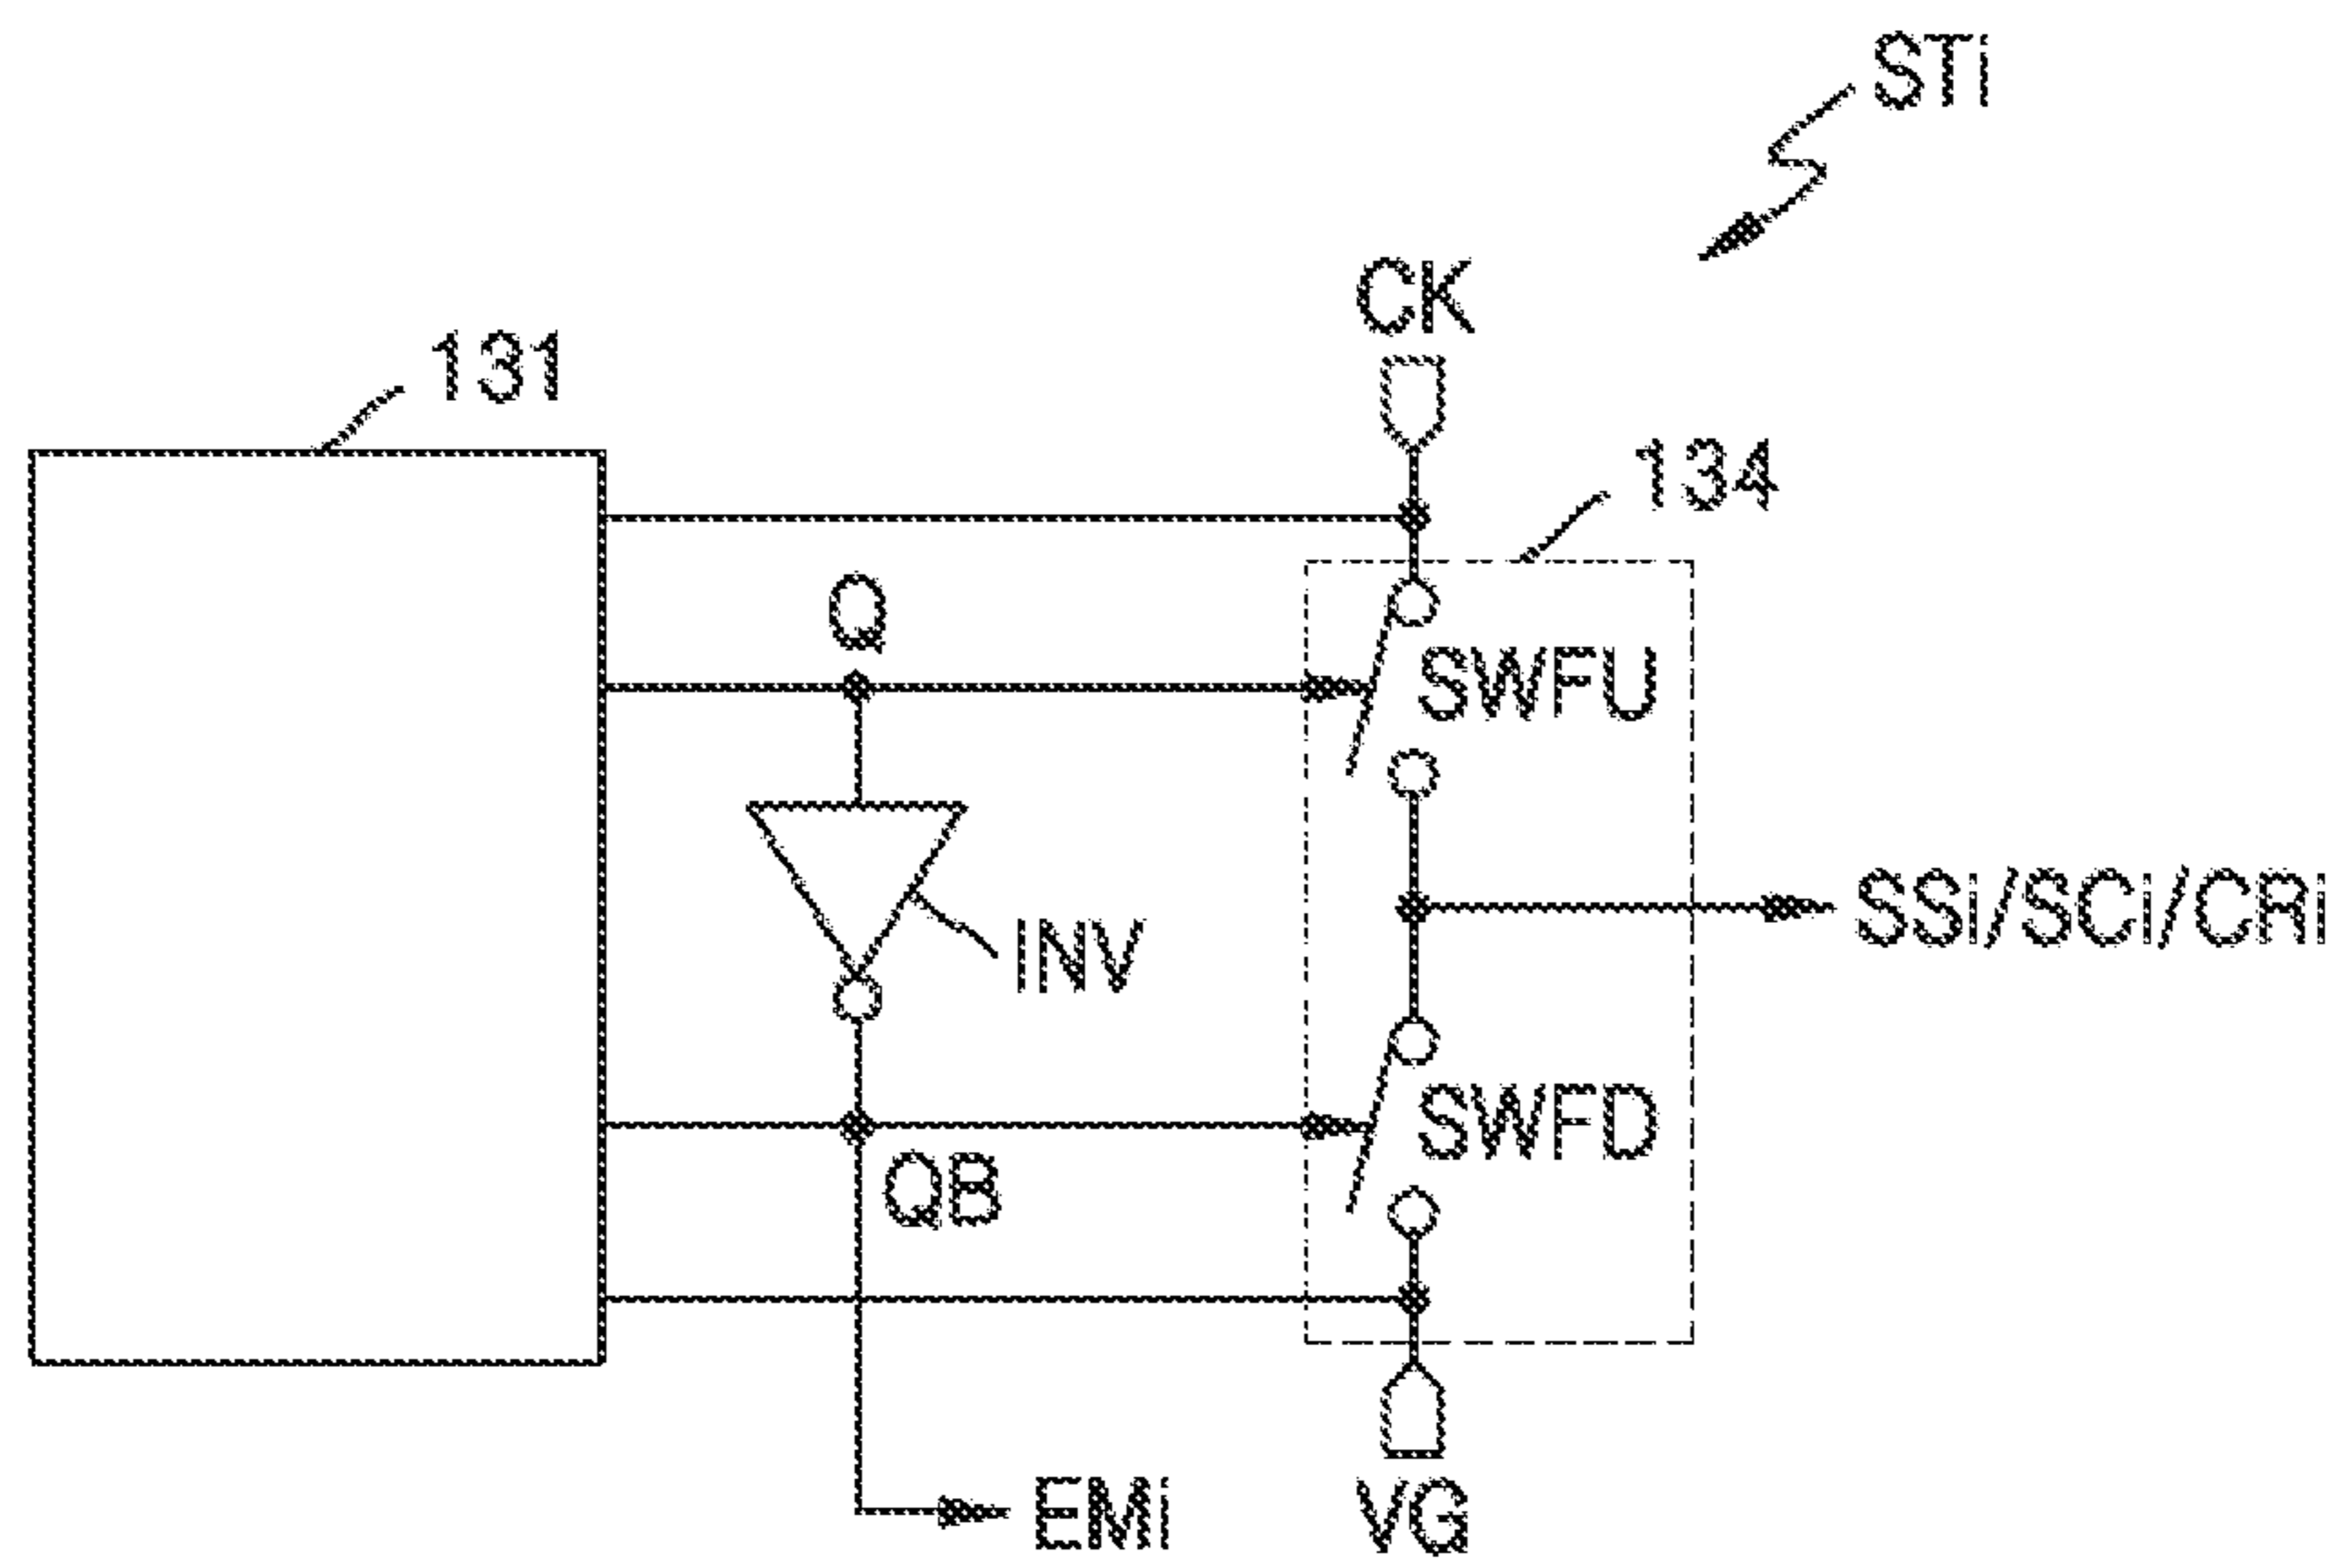 STi
CK
131
134
Q
SWFU
SSi/SCi/CRi
INV
SWFD
QB
EMi
VG